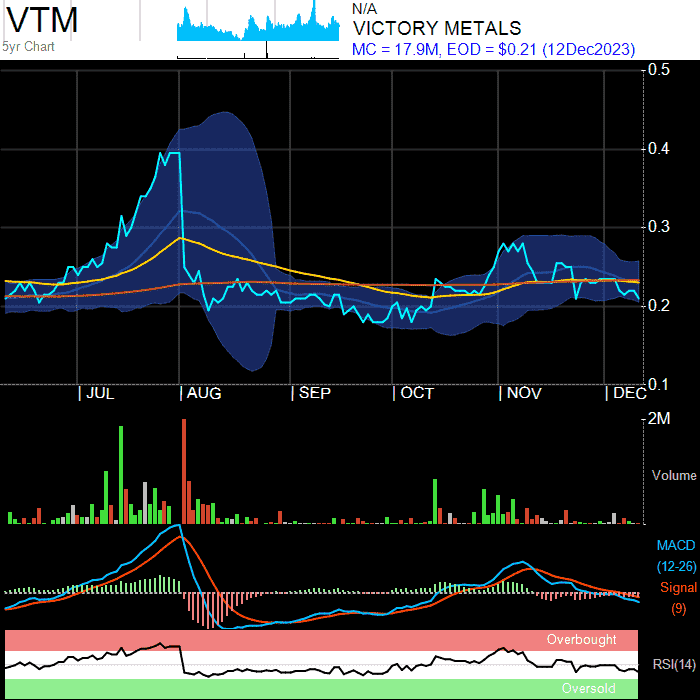 VTM
5yr Chart
N/A
VICTORY METALS
MC = 17.9M, EOD = $0.21 (12Dec2023)
0.5
0.4
0.3
0.2
0.1
JUL AUG SEP OCT NOV DEC
2M
Volume
MACD
(12-26)
Signal
(9)
Overbought
RSI(14)
Oversold